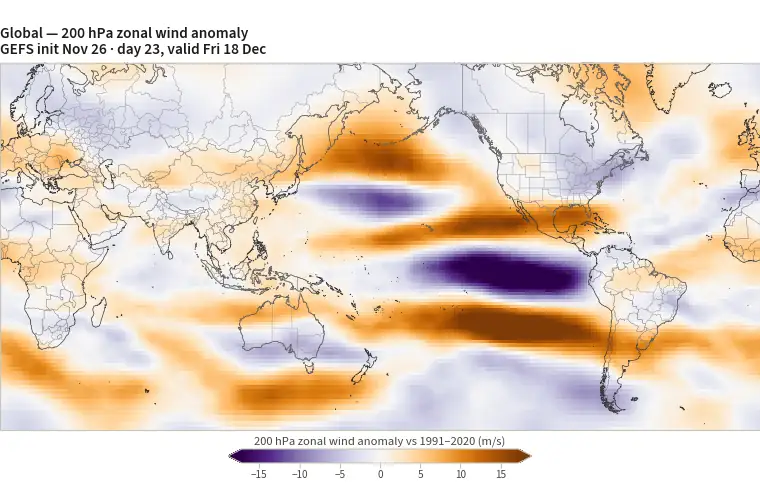 Global — 200 hPa zonal wind anomaly
GEFS init Nov 26 · day 23, valid Fri 18 Dec
200 hPa zonal wind anomaly vs 1991–2020 (m/s)
−15 −10 −5 0 5 10 15